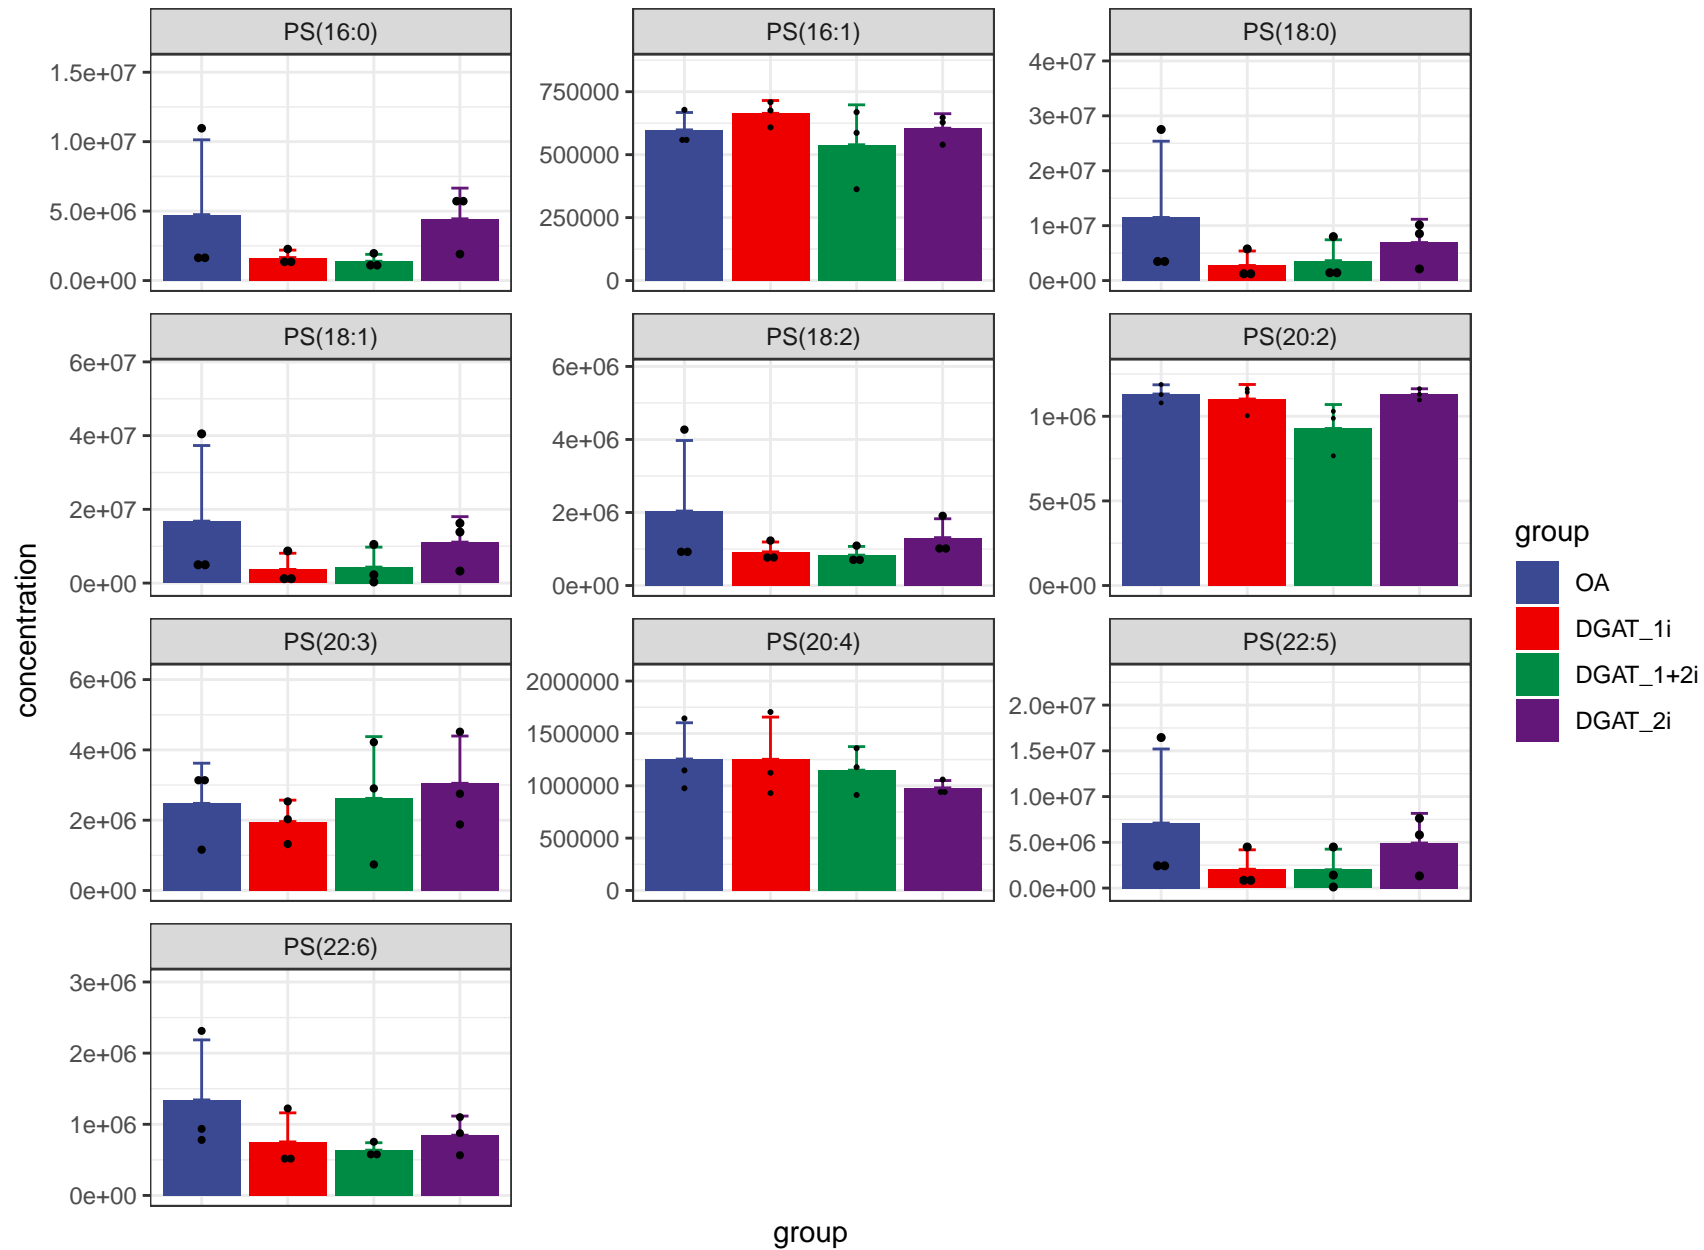 PS(16:0)
PS(16:1)
PS(18:0)
1.5e+07
1.0e+07
5.0e+06
0.0e+00
750000
500000
250000
0
4e+07
3e+07
2e+07
1e+07
0e+00
PS(18:1)
PS(18:2)
PS(20:2)
6e+07
4e+07
2e+07
0e+00
6e+06
4e+06
2e+06
0e+00
1e+06
5e+05
0e+00
PS(20:3)
PS(20:4)
PS(22:5)
6e+06
4e+06
2e+06
0e+00
2000000
1500000
1000000
500000
0
2.0e+07
1.5e+07
1.0e+07
5.0e+06
0.0e+00
PS(22:6)
3e+06
2e+06
1e+06
0e+00
concentration
group
group
OA
DGAT_1i
DGAT_1+2i
DGAT_2i